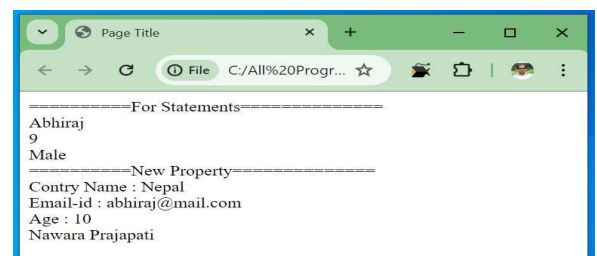 Page Title
File C:/All%20Progr...
==========For Statements==============
Abhiraj
9
Male
==========New Property==============
Contry Name : Nepal
Email-id : abhiraj@mail.com
Age : 10
Nawara Prajapati